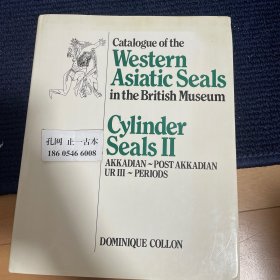 Catalogue of the
Western
Asiatic Seals
in the British Museum
孔网 正一古本
186 0546 6008
Cylinder
Seals II
AKKADIAN ~ POST AKKADIAN
UR III ~ PERIODS
DOMINIQUE COLLON